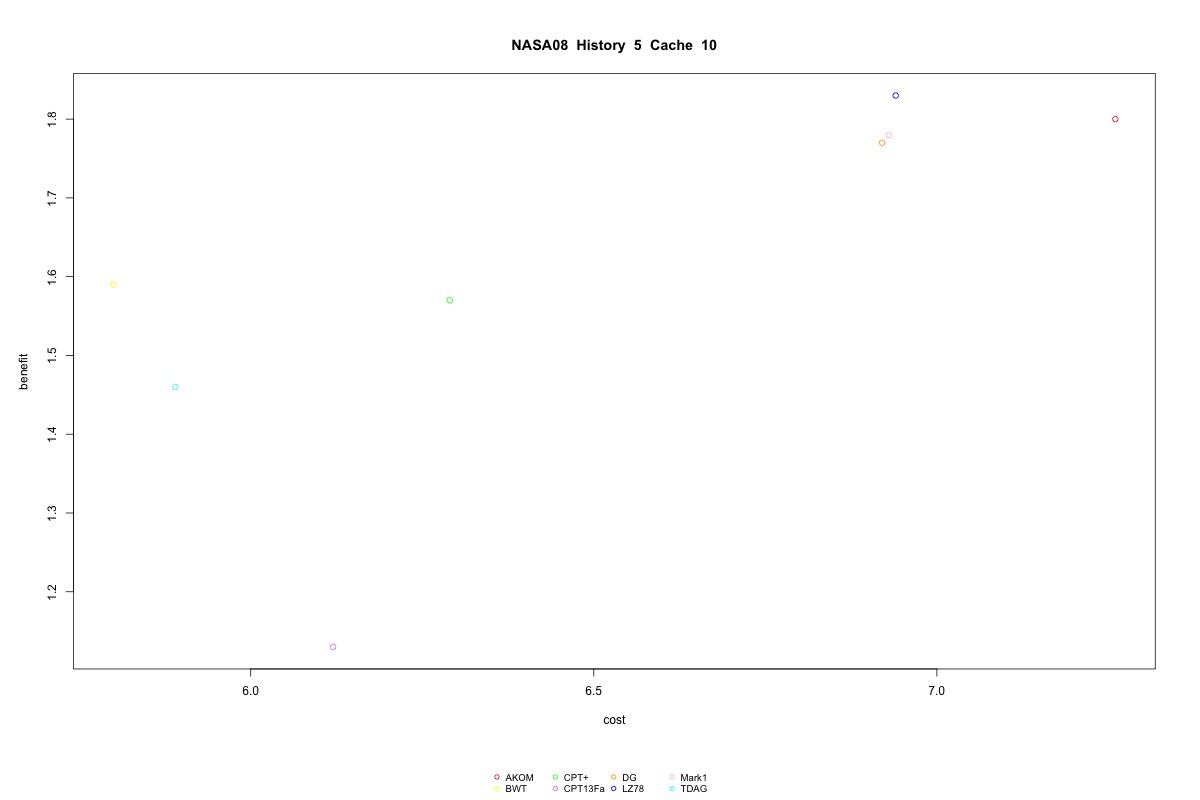 NASA08 History 5 Cache 10
1.8
1.7
1.6
1.5
1.4
1.3
1.2
benefit
6.0 6.5 7.0
cost
AKOM CPT+ DG Mark1
BWT CPT13Fa LZ78 TDAG